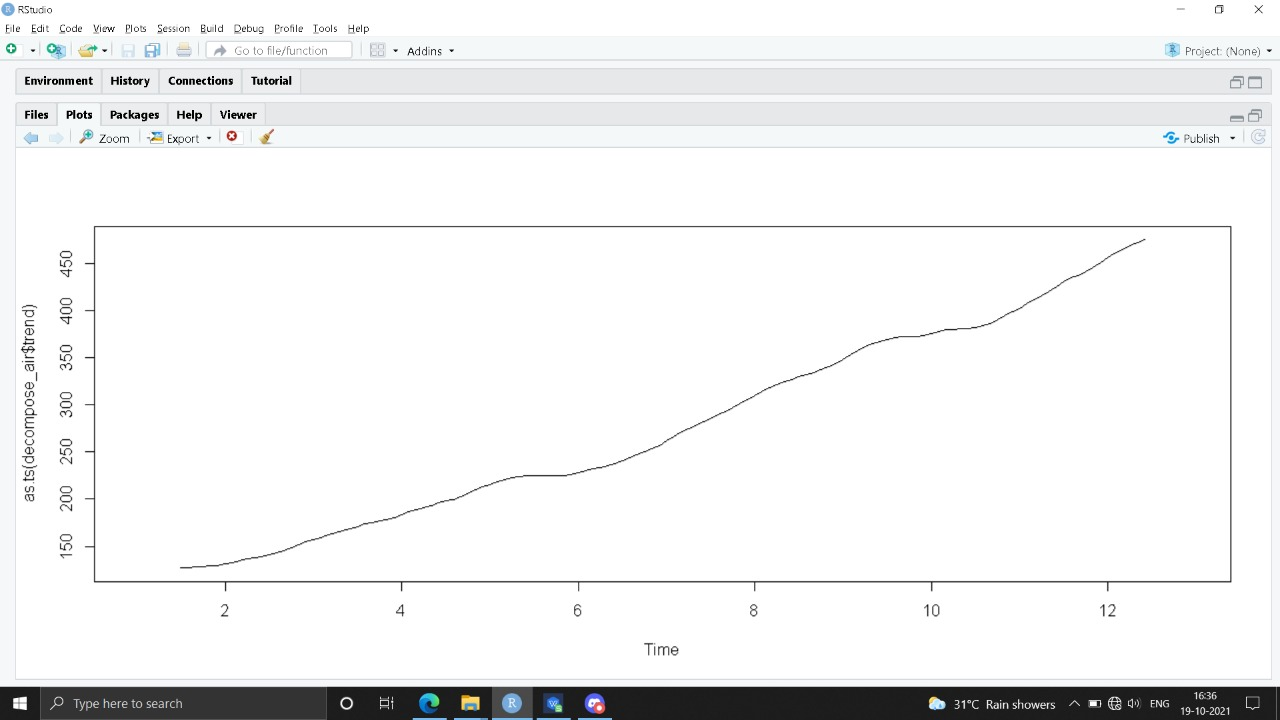 RStudio
File Edit Code View Plots Session Build Debug Profile Tools Help
Go to file/function Addins Project: (None)
Environment History Connections Tutorial
Files Plots Packages Help Viewer
Zoom Export Publish
as.ts(decompose_air$trend)
450
400
350
300
250
200
150
2 4 6 8 10 12
Time
Type here to search
31°C Rain showers ENG
16:36
19-10-2021